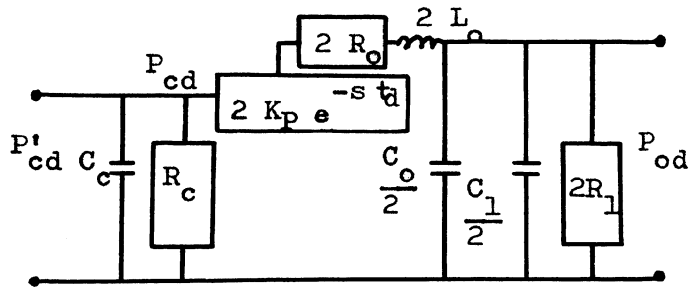 2 R_o
2 L_o
P_cd
2 K_p e^{-s t_d}
P'_cd
C_c
R_c
C_o
2
C_1
2
2R_1
P_od